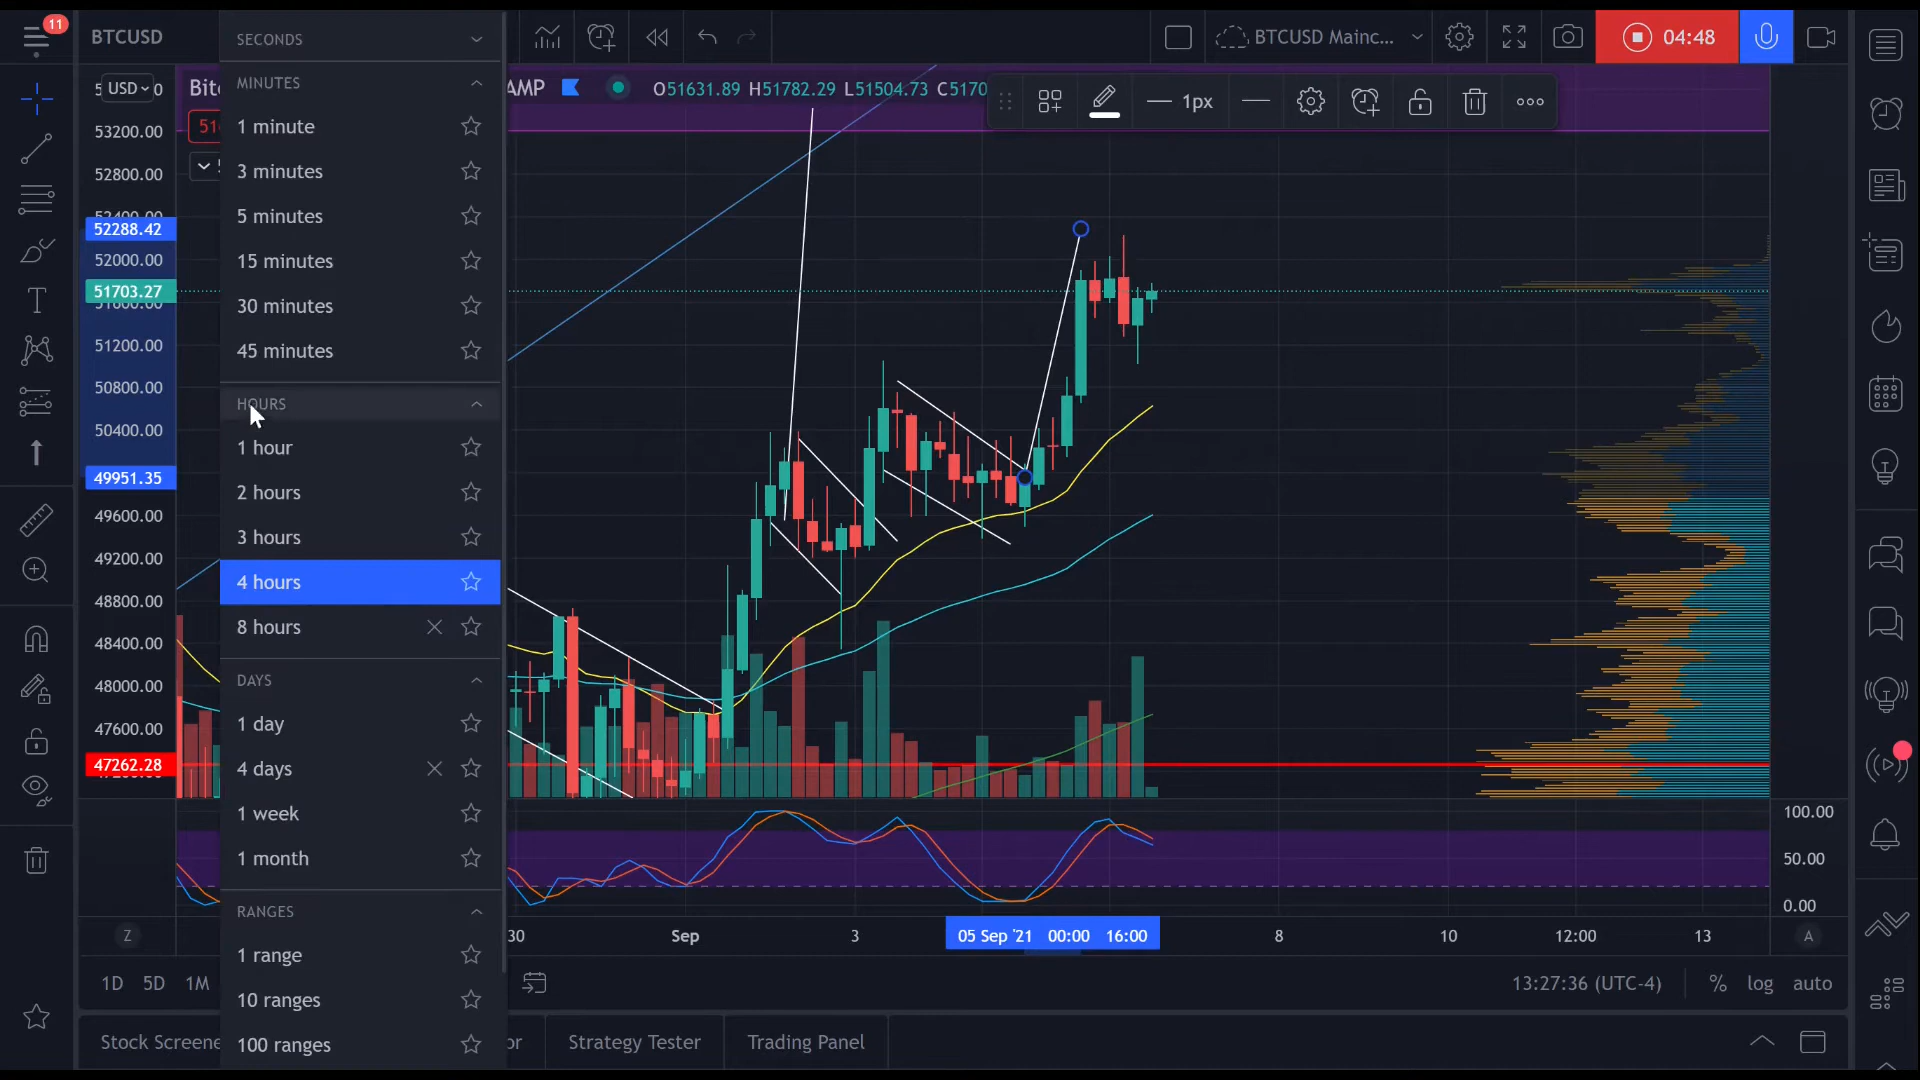 11
BTCUSD
SECONDS
BTCUSD Mainc...
04:48
USD
0
Bit
AMP
O51631.89 H51782.29 L51504.73 C5170
1px
MINUTES
1 minute
3 minutes
5 minutes
15 minutes
30 minutes
45 minutes
HOURS
1 hour
2 hours
3 hours
4 hours
8 hours
DAYS
1 day
4 days
1 week
1 month
RANGES
1 range
10 ranges
100 ranges
53200.00
51
52800.00
52288.42
52000.00
51703.27
51600.00
51200.00
50800.00
50400.00
49951.35
49600.00
49200.00
48800.00
48400.00
48000.00
47600.00
47262.28
100.00
50.00
0.00
Z
30
Sep
3
05 Sep '21 00:00 16:00
8
10
12:00
13
A
1D
5D
1M
13:27:36 (UTC-4)
%
log
auto
Stock Screene
or
Strategy Tester
Trading Panel